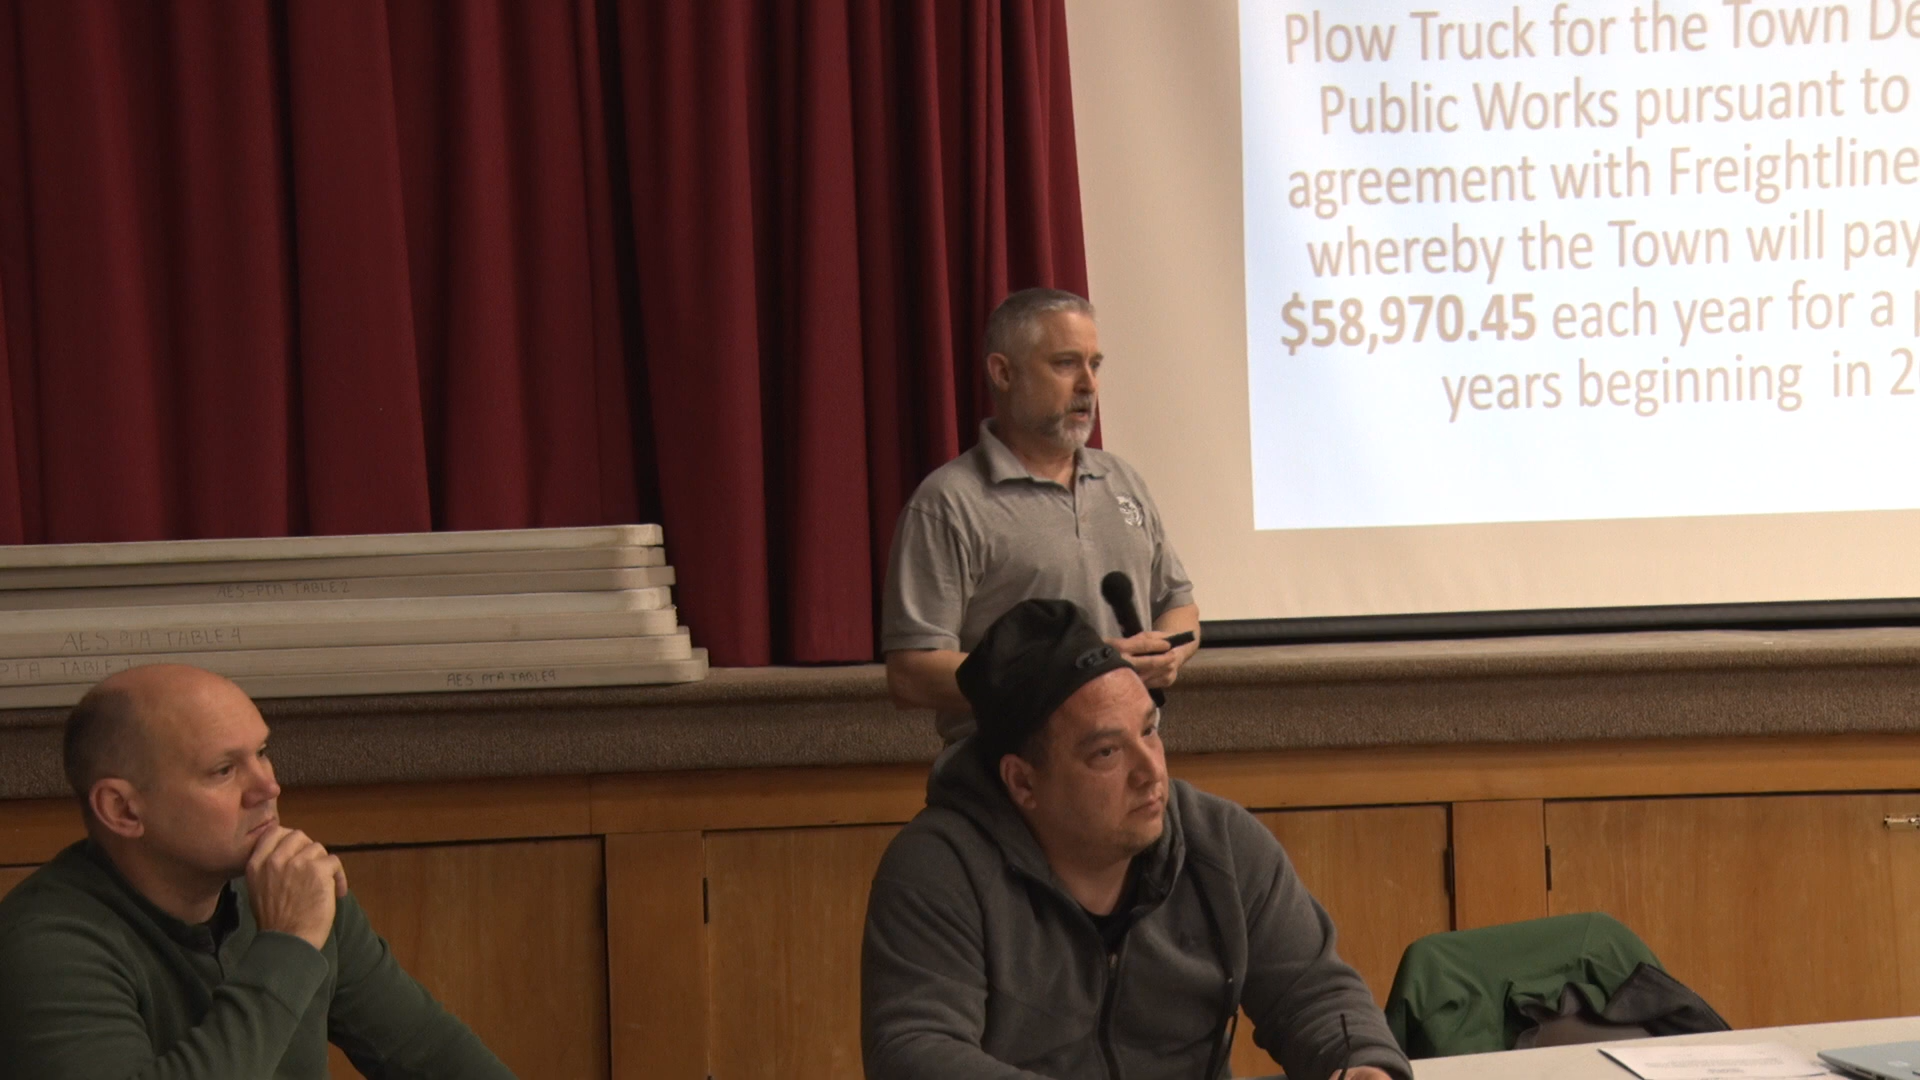 Plow Truck for the Town De
Public Works pursuant to
agreement with Freightline
whereby the Town will pay
$58,970.45 each year for a p
years beginning in 2
AES-PTA TABLE 2
AES PTA TABLE 4
PTA TABLE
AES PTA TABLE 9